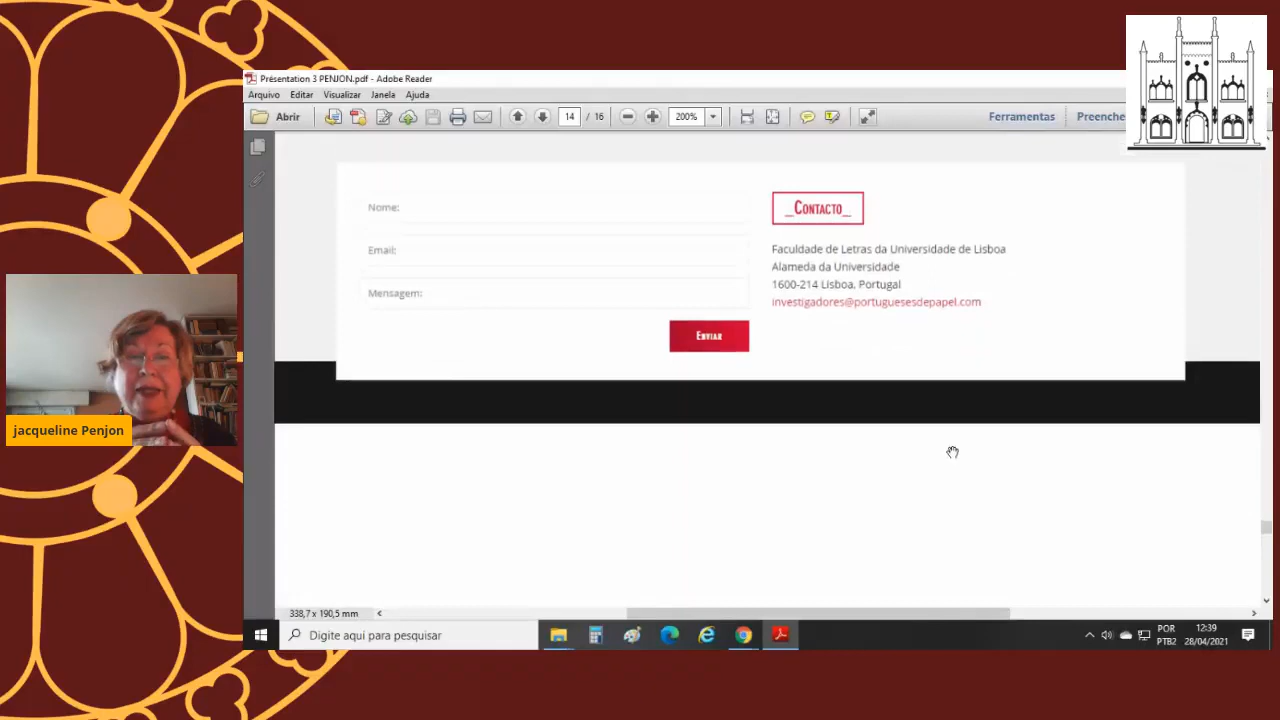 Présentation 3 PENJON.pdf - Adobe Reader
Arquivo Editar Visualizar Janela Ajuda
Abrir 14 / 16 200% Ferramentas Preenche
Nome:
Email:
Mensagem:
Enviar
_Contacto_
Faculdade de Letras da Universidade de Lisboa
Alameda da Universidade
1600-214 Lisboa, Portugal
investigadores@portuguesesdepapel.com
jacqueline Penjon
338,7 x 190,5 mm
Digite aqui para pesquisar
POR
PTB2
12:39
28/04/2021